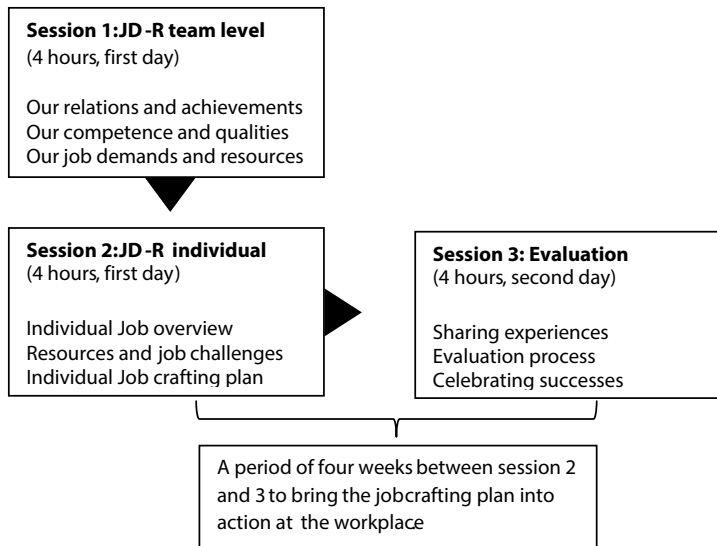 Session 1:JD-R team level
(4 hours, first day)
Our relations and achievements
Our competence and qualities
Our job demands and resources
Session 2:JD-R individual
(4 hours, first day)
Individual Job overview
Resources and job challenges
Individual Job crafting plan
Session 3: Evaluation
(4 hours, second day)
Sharing experiences
Evaluation process
Celebrating successes
A period of four weeks between session 2
and 3 to bring the jobcrafting plan into
action at the workplace